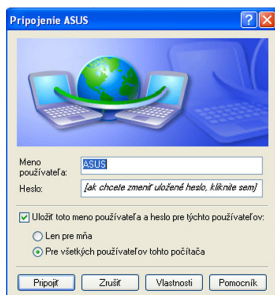 Pripojenie ASUS
Meno používateľa:
ASUS
Heslo:
[ak chcete zmeniť uložené heslo, kliknite sem]
Uložiť toto meno používateľa a heslo pre týchto používateľov:
Len pre mňa
Pre všetkých používateľov tohto počítača
Pripojiť
Zrušiť
Vlastnosti
Pomocník